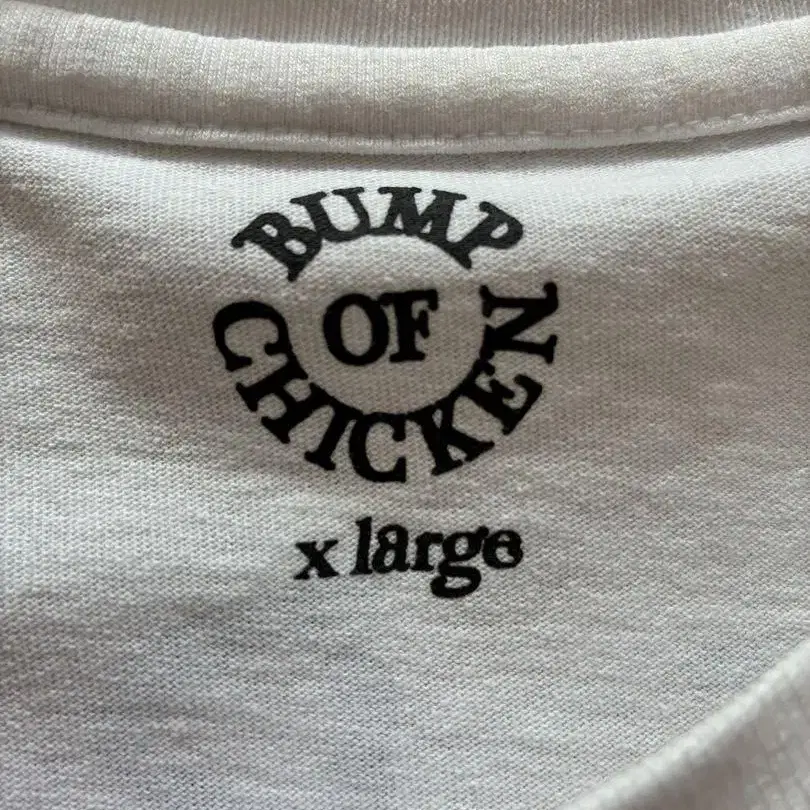 BUMP
OF
CHICKEN
x large